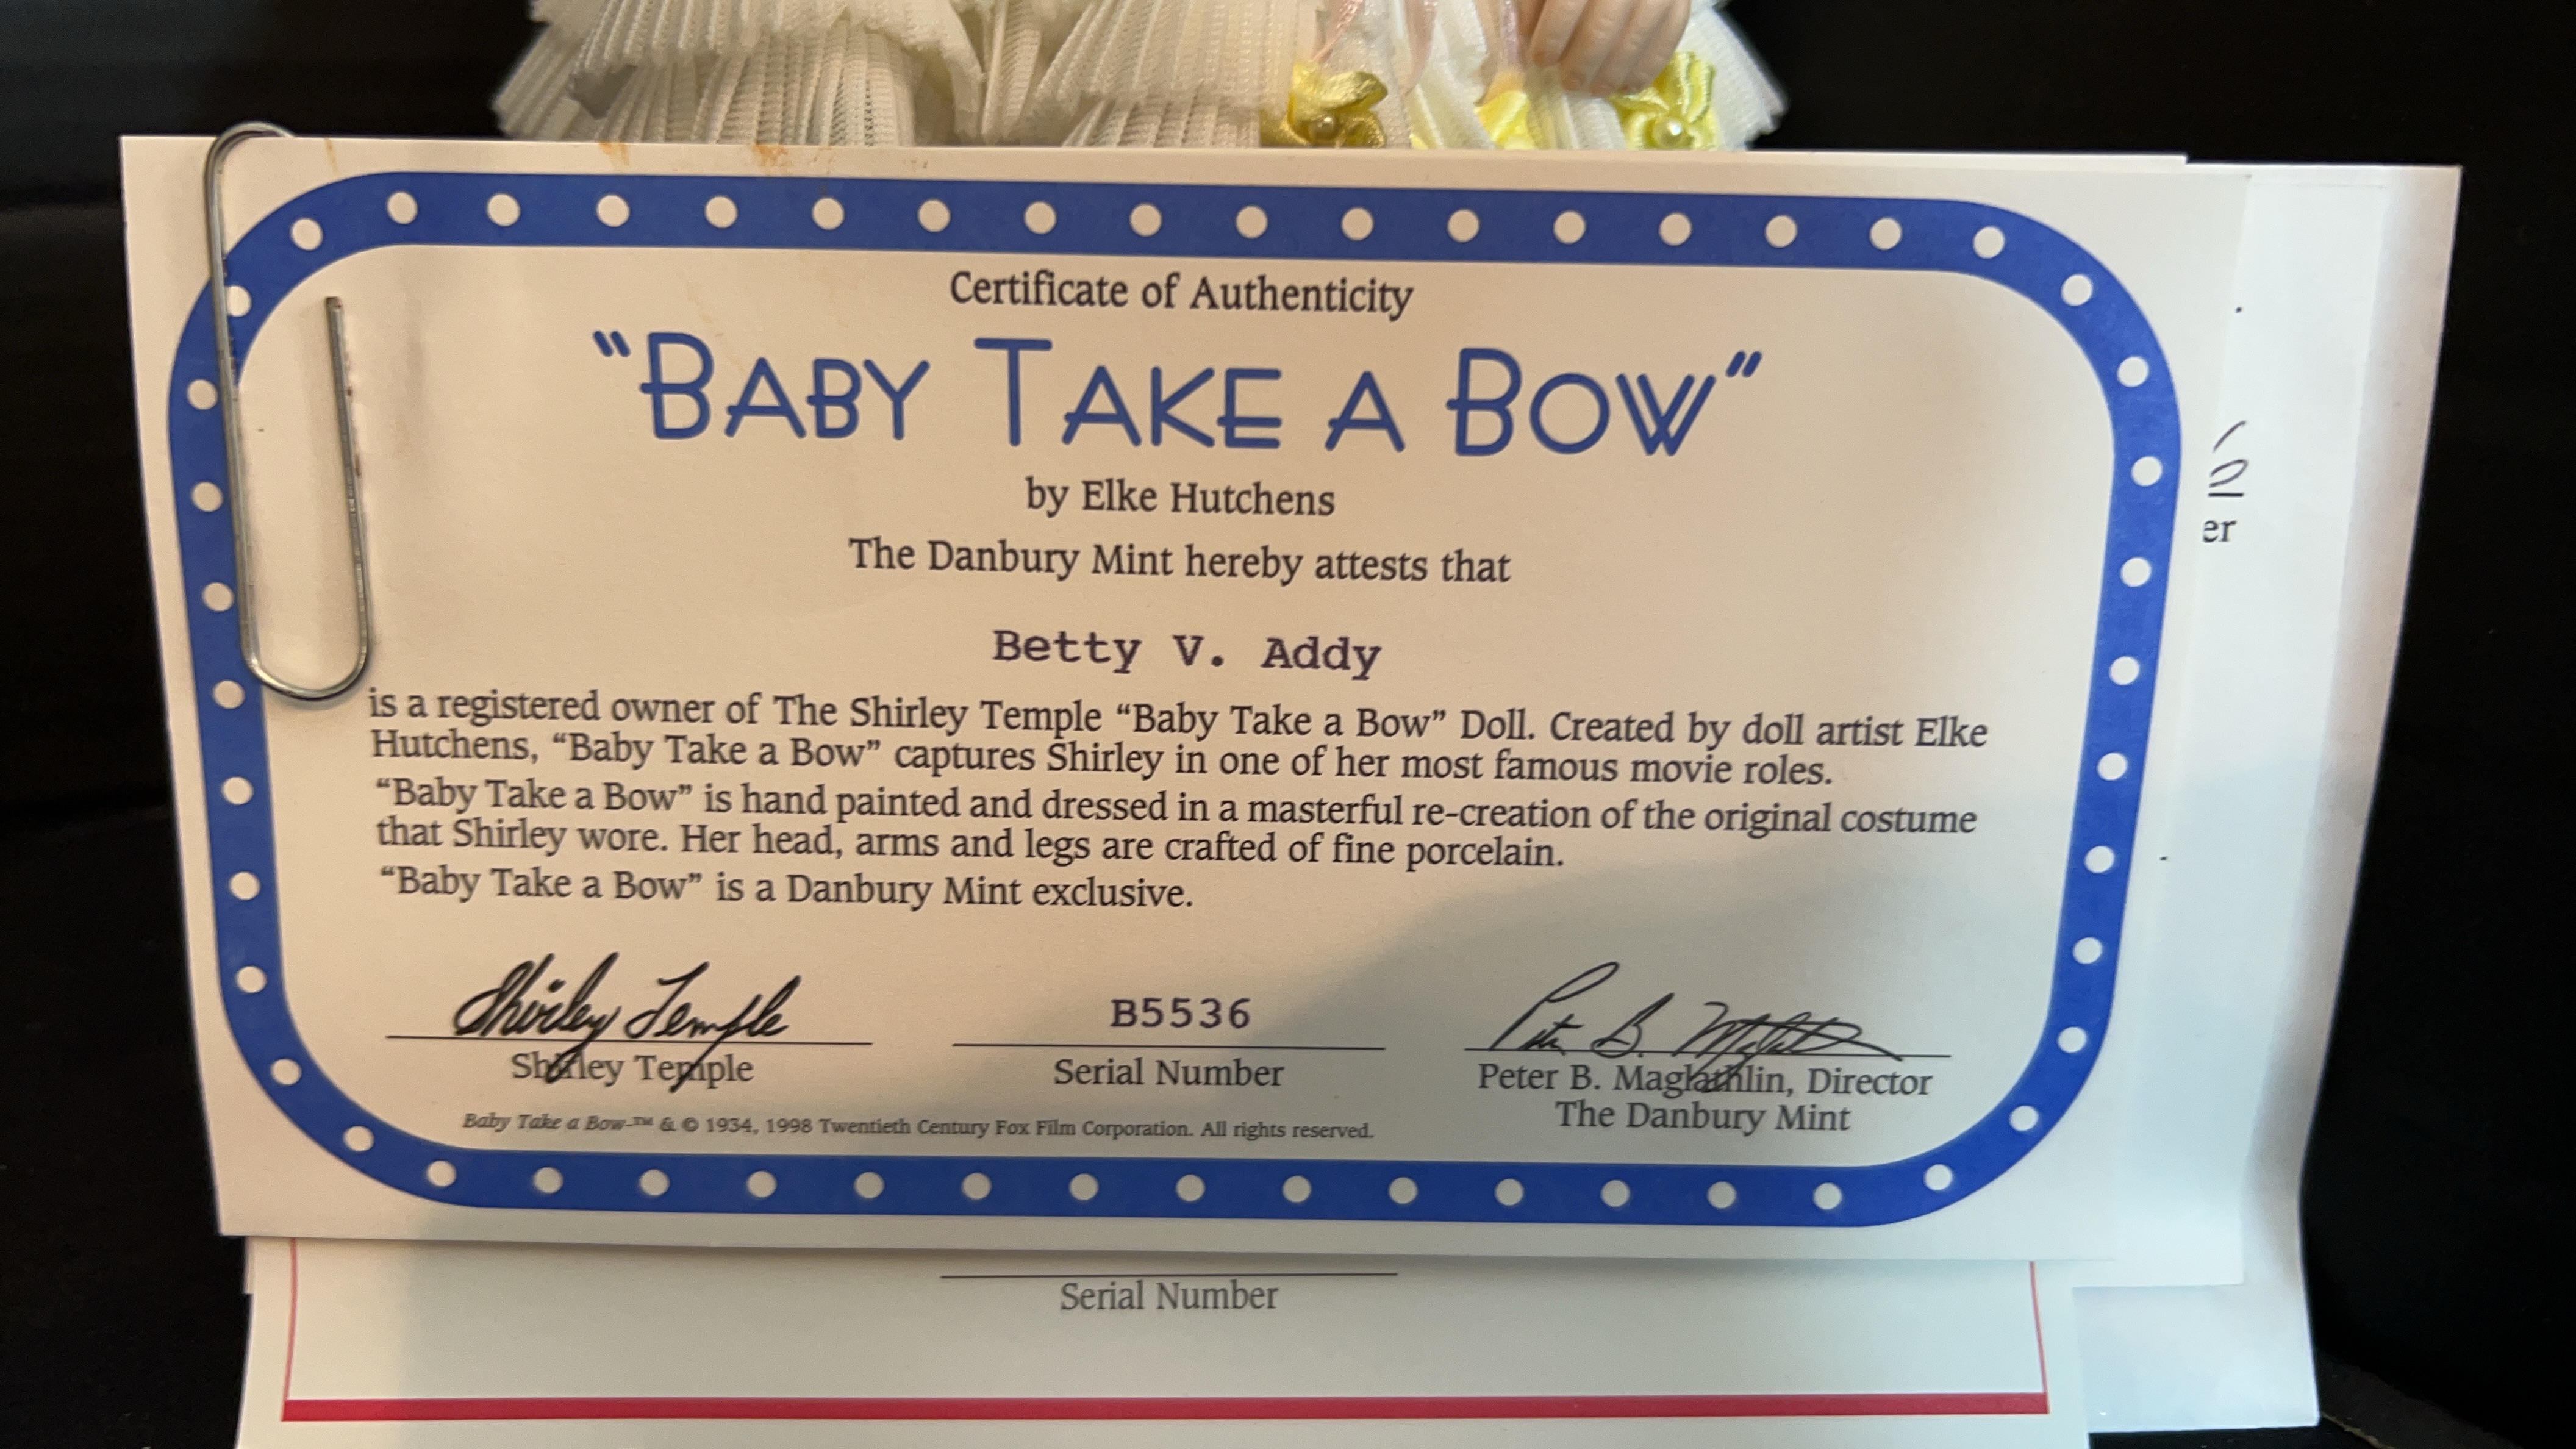 Certificate of Authenticity
"BABY TAKE A BOW"
by Elke Hutchens
The Danbury Mint hereby attests that
Betty V. Addy
is a registered owner of The Shirley Temple “Baby Take a Bow” Doll. Created by doll artist Elke
Hutchens, “Baby Take a Bow” captures Shirley in one of her most famous movie roles.
“Baby Take a Bow” is hand painted and dressed in a masterful re-creation of the original costume
that Shirley wore. Her head, arms and legs are crafted of fine porcelain.
“Baby Take a Bow” is a Danbury Mint exclusive.
Shirley Temple
B5536
Peter B. Maglathlin
Shirley Temple
Serial Number
Peter B. Maglathlin, Director
The Danbury Mint
Baby Take a Bow-™ & © 1934, 1998 Twentieth Century Fox Film Corporation. All rights reserved.
er
Serial Number